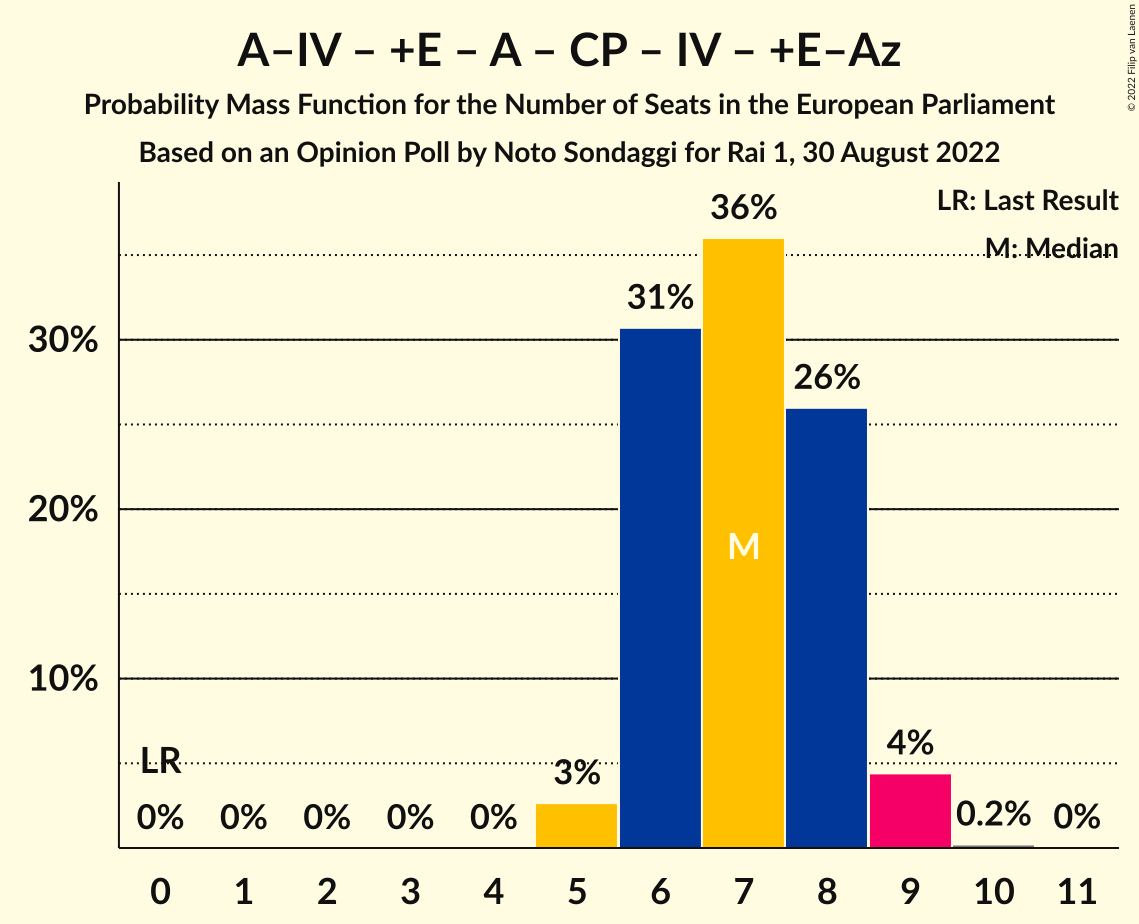 A–IV – +E – A – CP – IV – +E–Az
Probability Mass Function for the Number of Seats in the European Parliament
Based on an Opinion Poll by Noto Sondaggi for Rai 1, 30 August 2022
© 2022 Filip van Laenen
LR: Last Result
M: Median
36%
31%
30%
26%
20%
M
10%
LR
4%
3%
0% 0% 0% 0% 0% 0.2% 0%
0 1 2 3 4 5 6 7 8 9 10 11